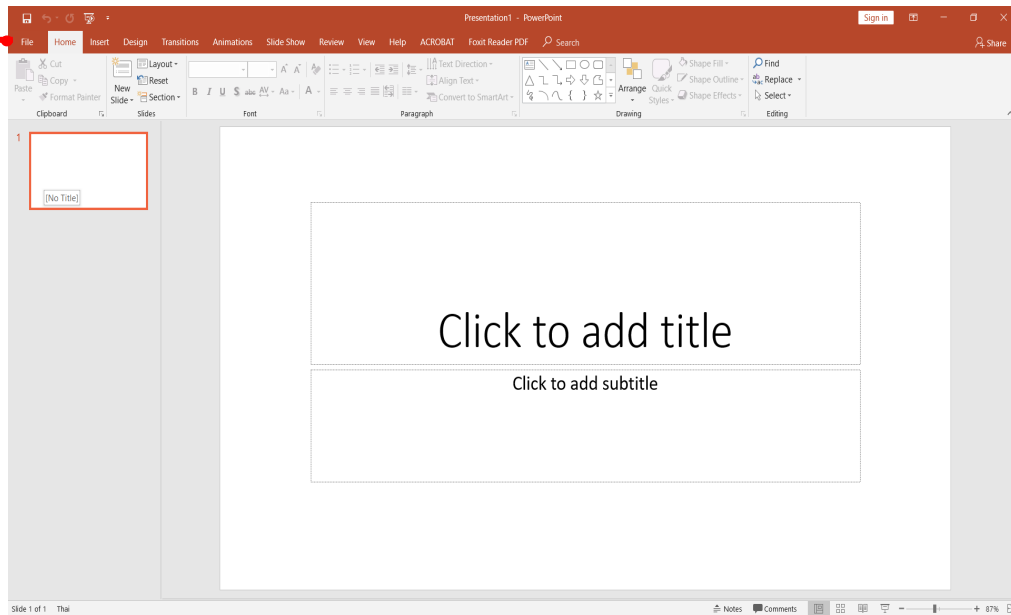 Presentation1 - PowerPoint
Sign in
File Home Insert Design Transitions Animations Slide Show Review View Help ACROBAT Foxit Reader PDF Search
Share
Paste
Cut
Copy
Format Painter
Clipboard
New Slide
Layout
Reset
Section
Slides
B I U S abc AV Aa A
Font
Text Direction
Align Text
Convert to SmartArt
Paragraph
Arrange
Quick Styles
Shape Fill
Shape Outline
Shape Effects
Drawing
Find
Replace
Select
Editing
1
[No Title]
Click to add title
Click to add subtitle
Slide 1 of 1 Thai
Notes Comments
87%